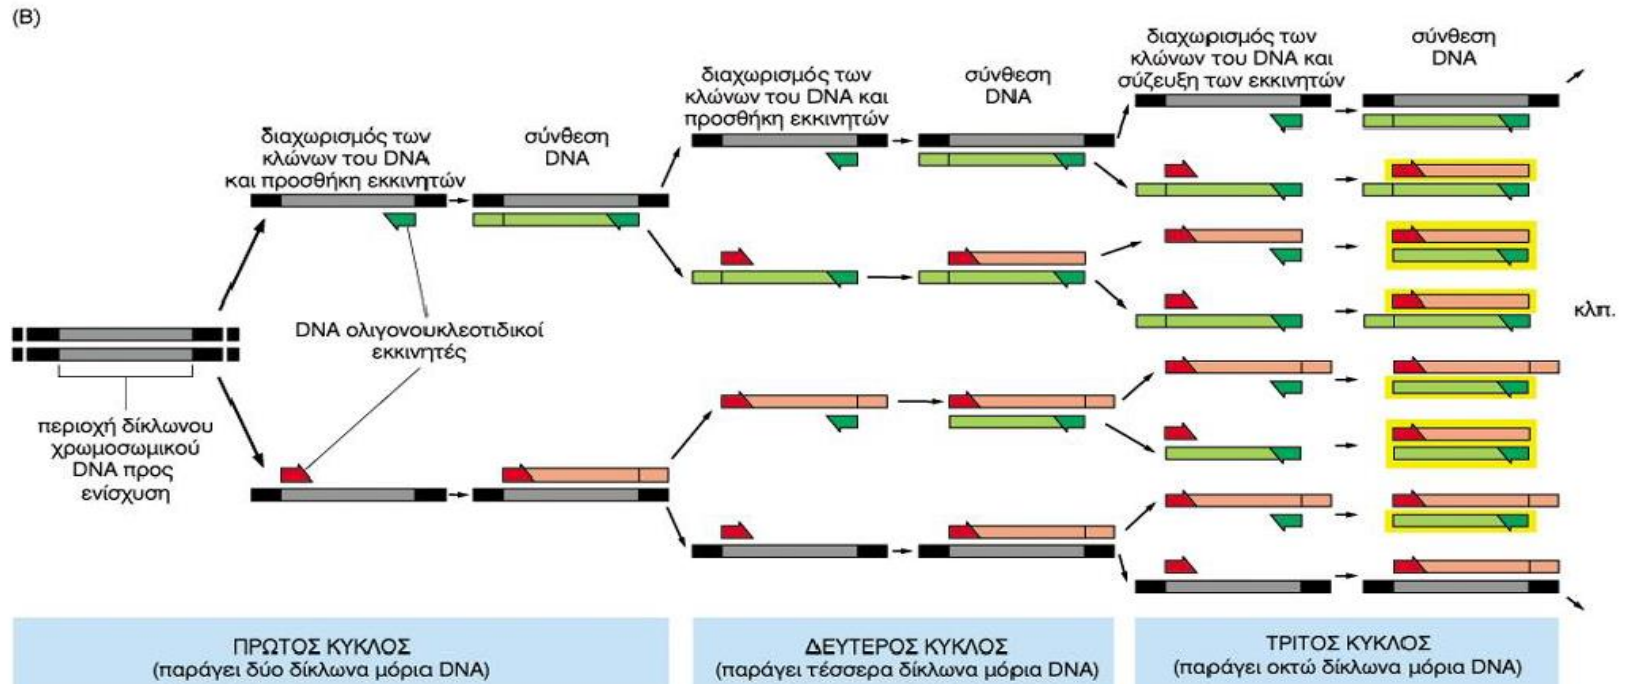 (B)
διαχωρισμός των
κλώνων του DNA
και προσθήκη εκκινητών
σύνθεση
DNA
διαχωρισμός των
κλώνων του DNA και
προσθήκη εκκινητών
σύνθεση
DNA
διαχωρισμός των
κλώνων του DNA και
σύζευξη των εκκινητών
σύνθεση
DNA
DNA ολιγονουκλεοτιδικοί
εκκινητές
κλπ.
περιοχή δίκλωνου
χρωμοσωμικού
DNA προς
ενίσχυση
ΠΡΩΤΟΣ ΚΥΚΛΟΣ
(παράγει δύο δίκλωνα μόρια DNA)
ΔΕΥΤΕΡΟΣ ΚΥΚΛΟΣ
(παράγει τέσσερα δίκλωνα μόρια DNA)
ΤΡΙΤΟΣ ΚΥΚΛΟΣ
(παράγει οκτώ δίκλωνα μόρια DNA)